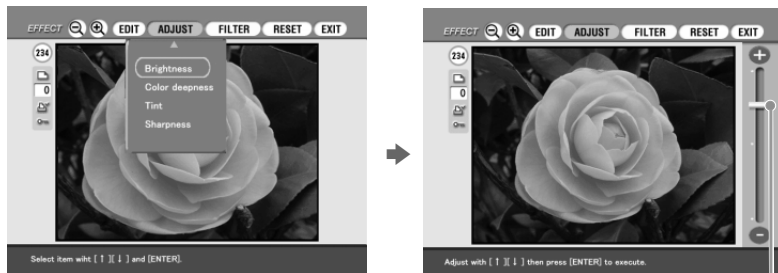 EFFECT EDIT ADJUST FILTER RESET EXIT
234
0
Brightness
Color deepness
Tint
Sharpness
Select item wiht [ ↑ ][ ↓ ] and [ENTER].
EFFECT EDIT ADJUST FILTER RESET EXIT
234
0
Adjust with [ ↑ ][ ↓ ] then press [ENTER] to execute.